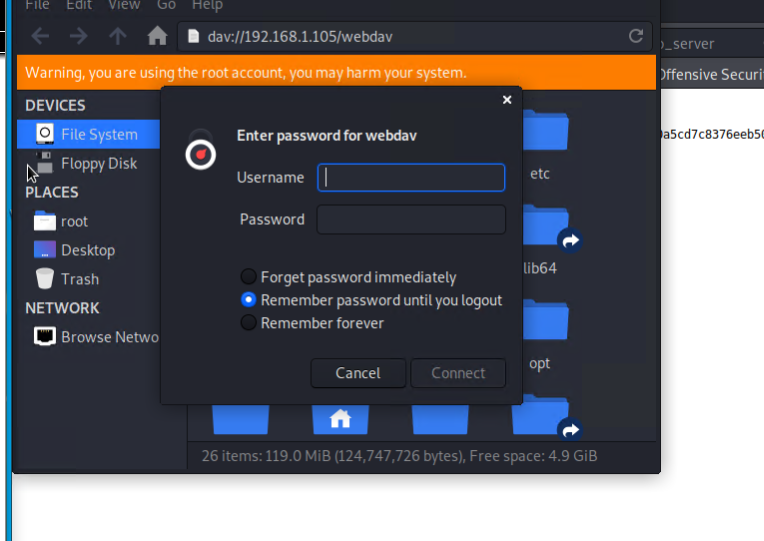 File Edit View Go Help
dav://192.168.1.105/webdav
_server
Warning, you are using the root account, you may harm your system.
Offensive Securi
DEVICES
File System
Floppy Disk
PLACES
root
Desktop
Trash
NETWORK
Browse Netwo
Enter password for webdav
Username
Password
Forget password immediately
Remember password until you logout
Remember forever
Cancel
Connect
etc
lib64
opt
a5cd7c8376eeb50
26 items: 119.0 MiB (124,747,726 bytes), Free space: 4.9 GiB